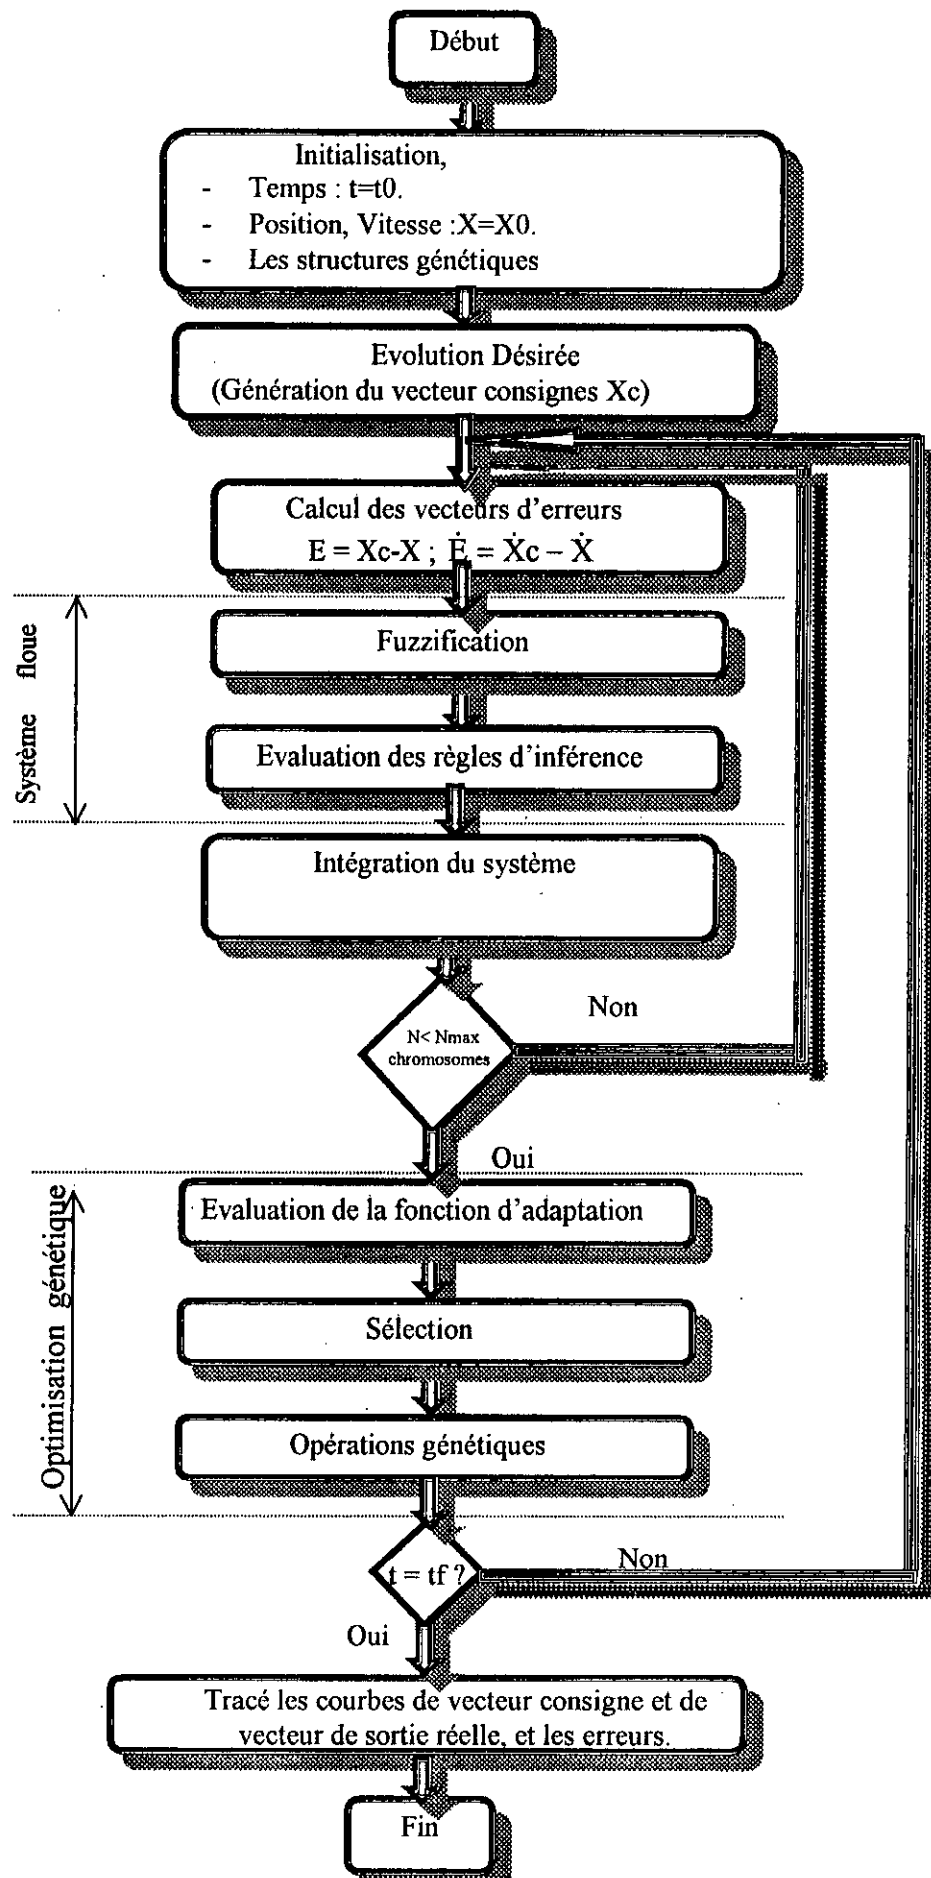 Début
Initialisation,
- Temps : t=t0.
- Position, Vitesse :X=X0.
- Les structures génétiques
Evolution Désirée
(Génération du vecteur consignes Xc)
Calcul des vecteurs d'erreurs
E = Xc-X ; Ė = Ẋc – Ẋ
Système floue
Fuzzification
Evaluation des règles d'inférence
Intégration du système
Non
N< Nmax
chromosomes
Oui
Optimisation génétique
Evaluation de la fonction d'adaptation
Sélection
Opérations génétiques
Non
t = tf ?
Oui
Tracé les courbes de vecteur consigne et de
vecteur de sortie réelle, et les erreurs.
Fin